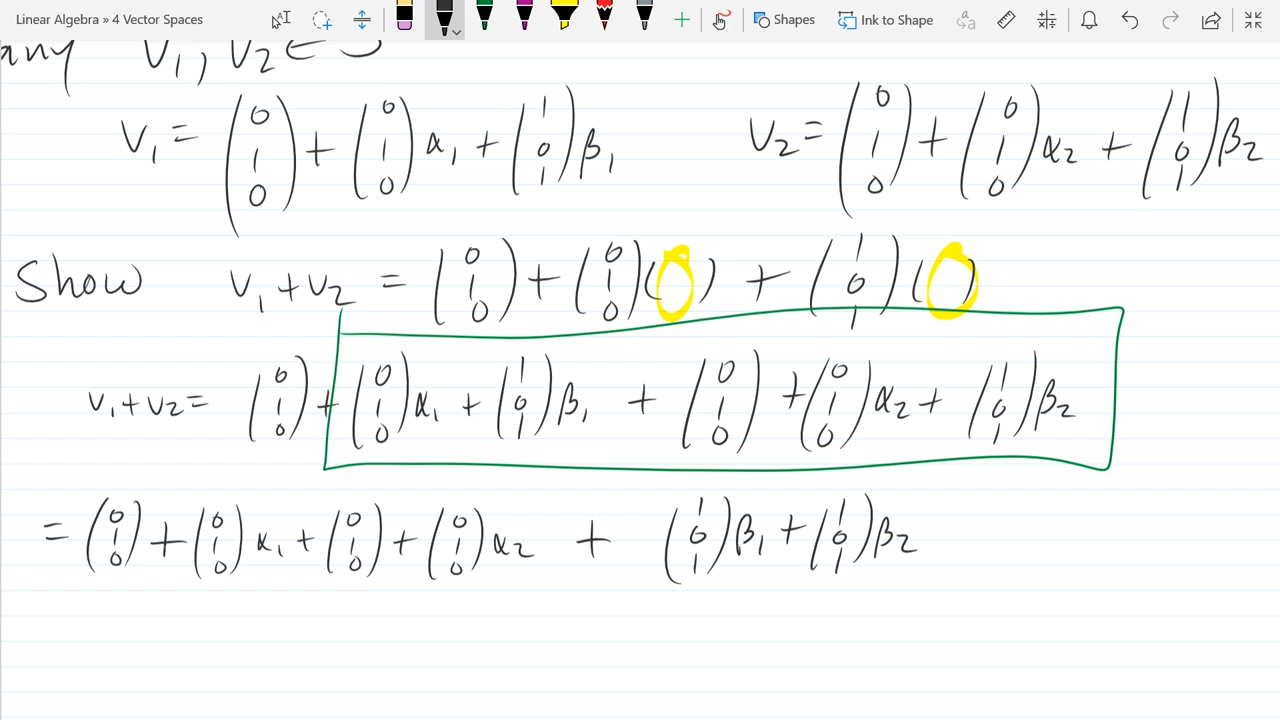 Linear Algebra » 4 Vector Spaces Shapes Ink to Shape
any V₁, V₂ ∈ S
V₁ = (0 1 0) + (0 1 0) α₁ + (1 0 1) β₁ V₂ = (0 1 0) + (0 1 0) α₂ + (1 0 1) β₂
Show V₁ + V₂ = (0 1 0) + (0 1 0) ( ) + (1 0 1) ( )
V₁ + V₂ = (0 1 0) + (0 1 0) α₁ + (1 0 1) β₁ + (0 1 0) + (0 1 0) α₂ + (1 0 1) β₂
= (0 1 0) + (0 1 0) α₁ + (0 1 0) + (0 1 0) α₂ + (1 0 1) β₁ + (1 0 1) β₂